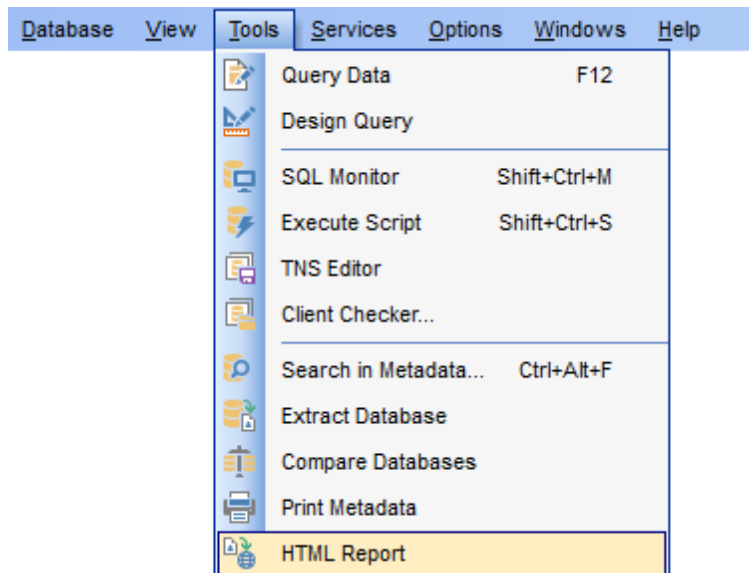 Database View Tools Services Options Windows Help
Query Data F12
Design Query
SQL Monitor Shift+Ctrl+M
Execute Script Shift+Ctrl+S
TNS Editor
Client Checker...
Search in Metadata... Ctrl+Alt+F
Extract Database
Compare Databases
Print Metadata
HTML Report